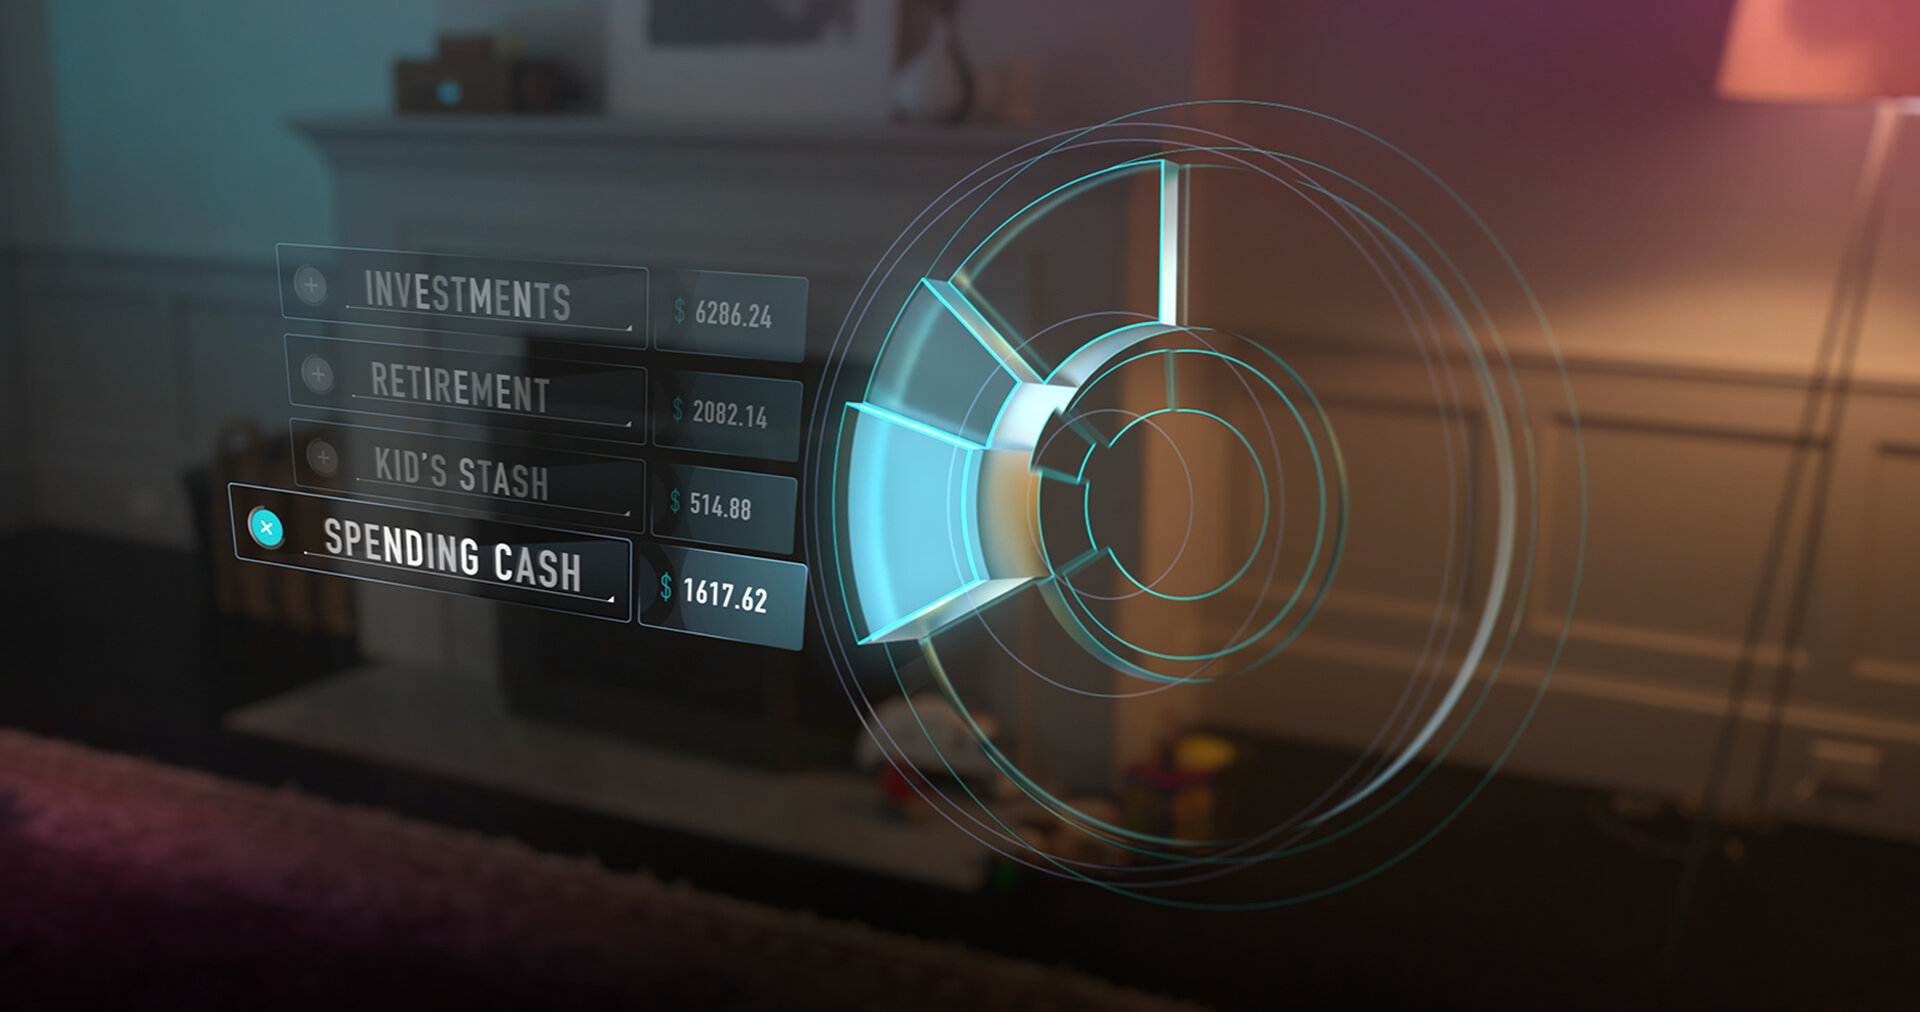 INVESTMENTS $ 6286.24
RETIREMENT $ 2082.14
KID'S STASH $ 514.88
SPENDING CASH $ 1617.62